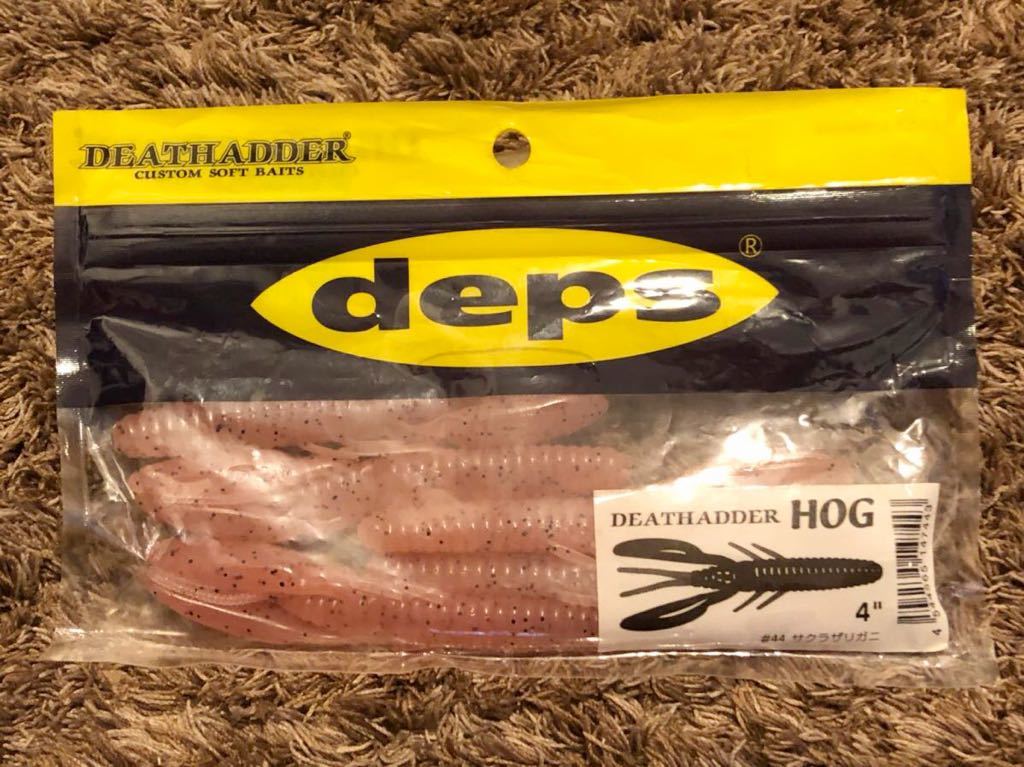 DEATHADDER®
CUSTOM SOFT BAITS
deps®
DEATHADDER HOG
4"
#44 サクラザリガニ